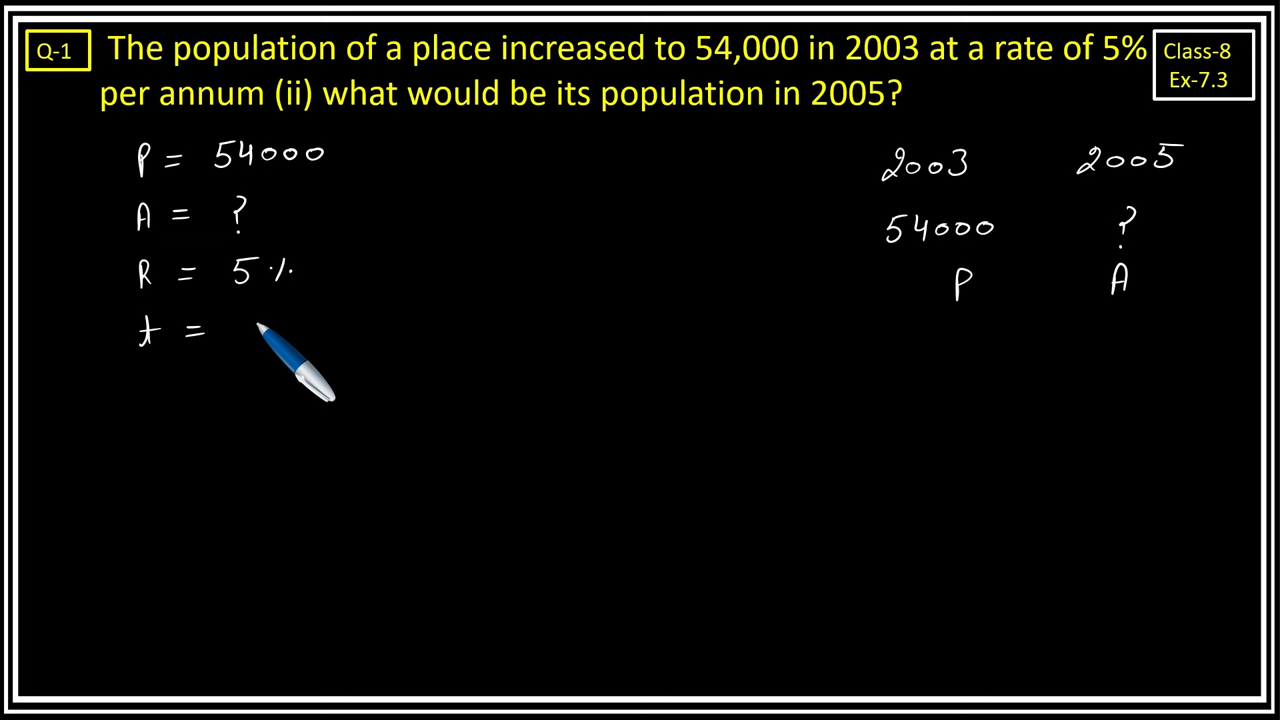 Q-1
The population of a place increased to 54,000 in 2003 at a rate of 5%
per annum (ii) what would be its population in 2005?
Class-8
Ex-7.3
P = 54000
A = ?
R = 5 %
t =
2003 2005
54000 ?
P A